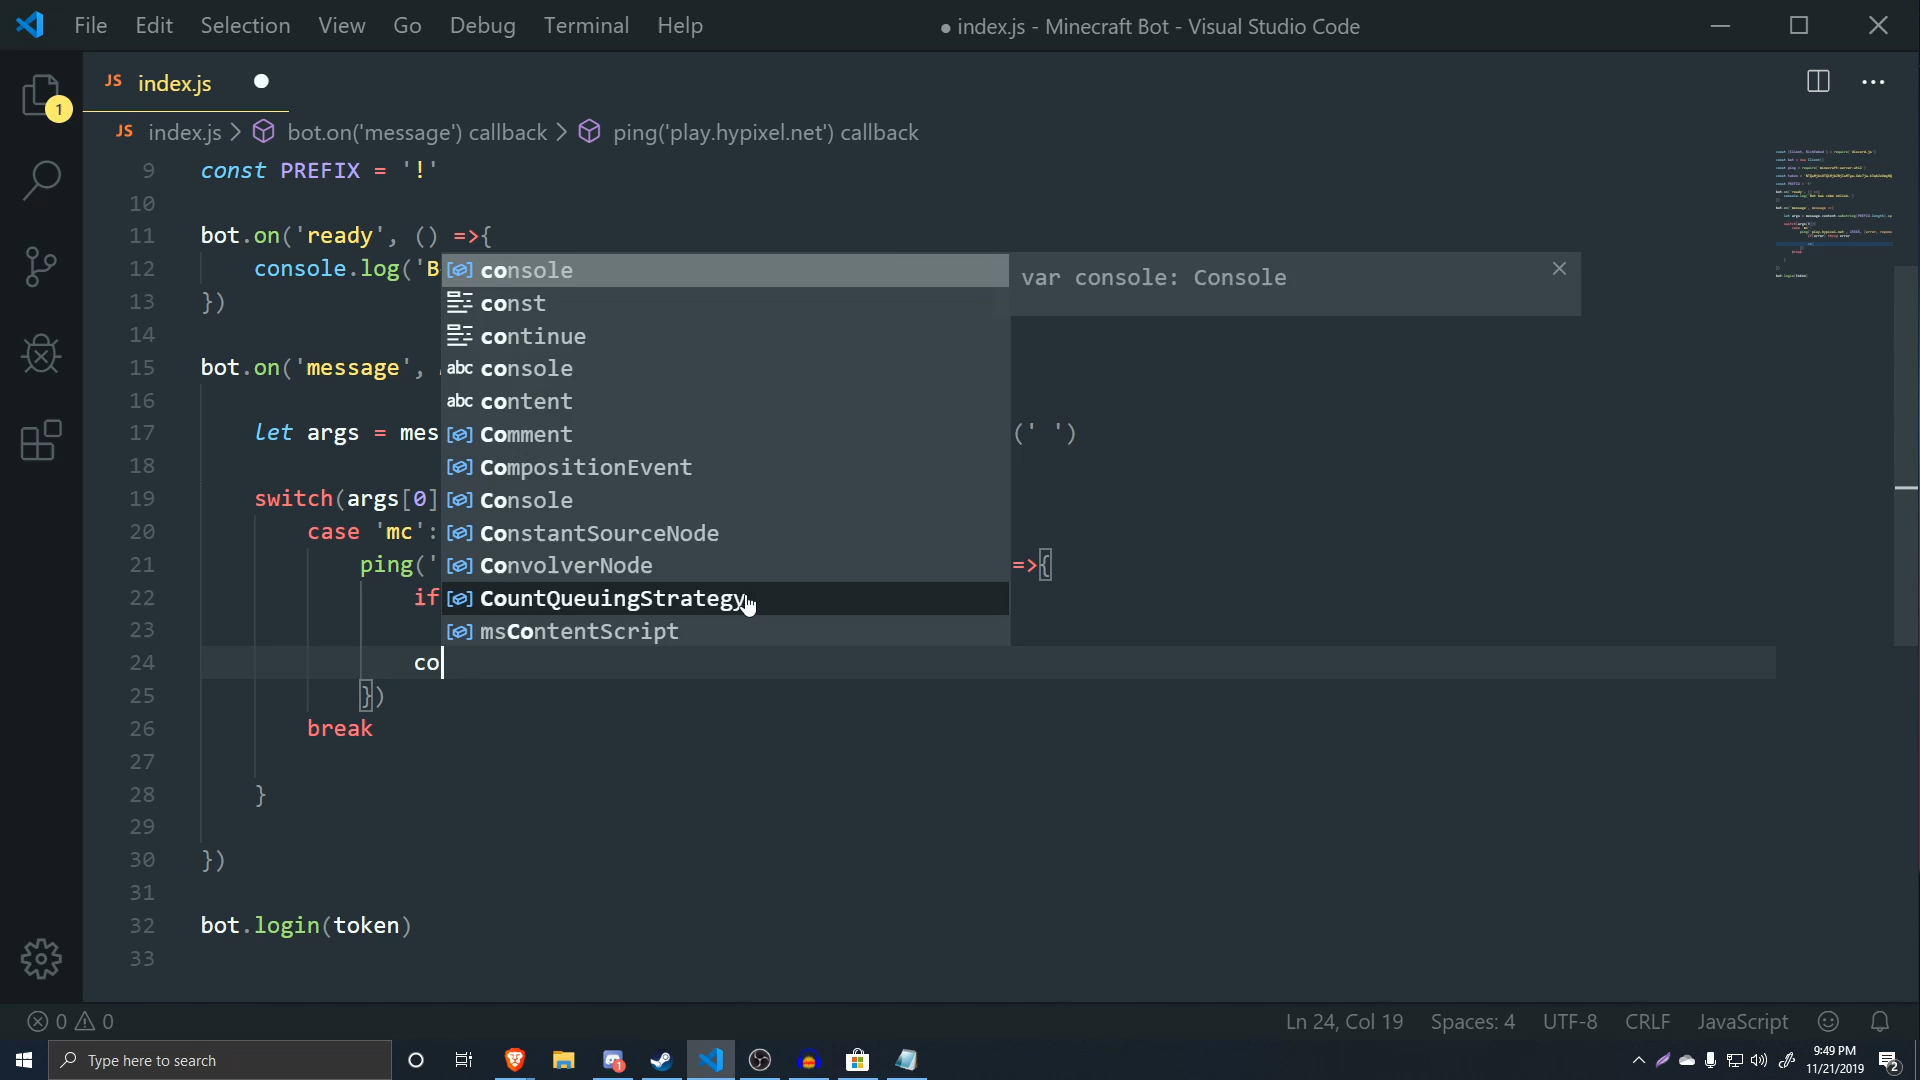 File Edit Selection View Go Debug Terminal Help
● index.js - Minecraft Bot - Visual Studio Code
JS index.js
1
JS index.js > bot.on('message') callback > ping('play.hypixel.net') callback
9 const PREFIX = '!'
10
11 bot.on('ready', () =>{
12 console.log('B
13 })
14
15 bot.on('message',
16
17 let args = mes (' ')
18
19 switch(args[0]
20 case 'mc':
21 ping(' =>{
22 if
23
24 co
25 })
26 break
27
28 }
29
30 })
31
32 bot.login(token)
33
console
const
continue
abc console
abc content
Comment
CompositionEvent
Console
ConstantSourceNode
ConvolverNode
CountQueuingStrategy
msContentScript
var console: Console
0 0
Ln 24, Col 19 Spaces: 4 UTF-8 CRLF JavaScript
Type here to search
1
9:49 PM
11/21/2019
2